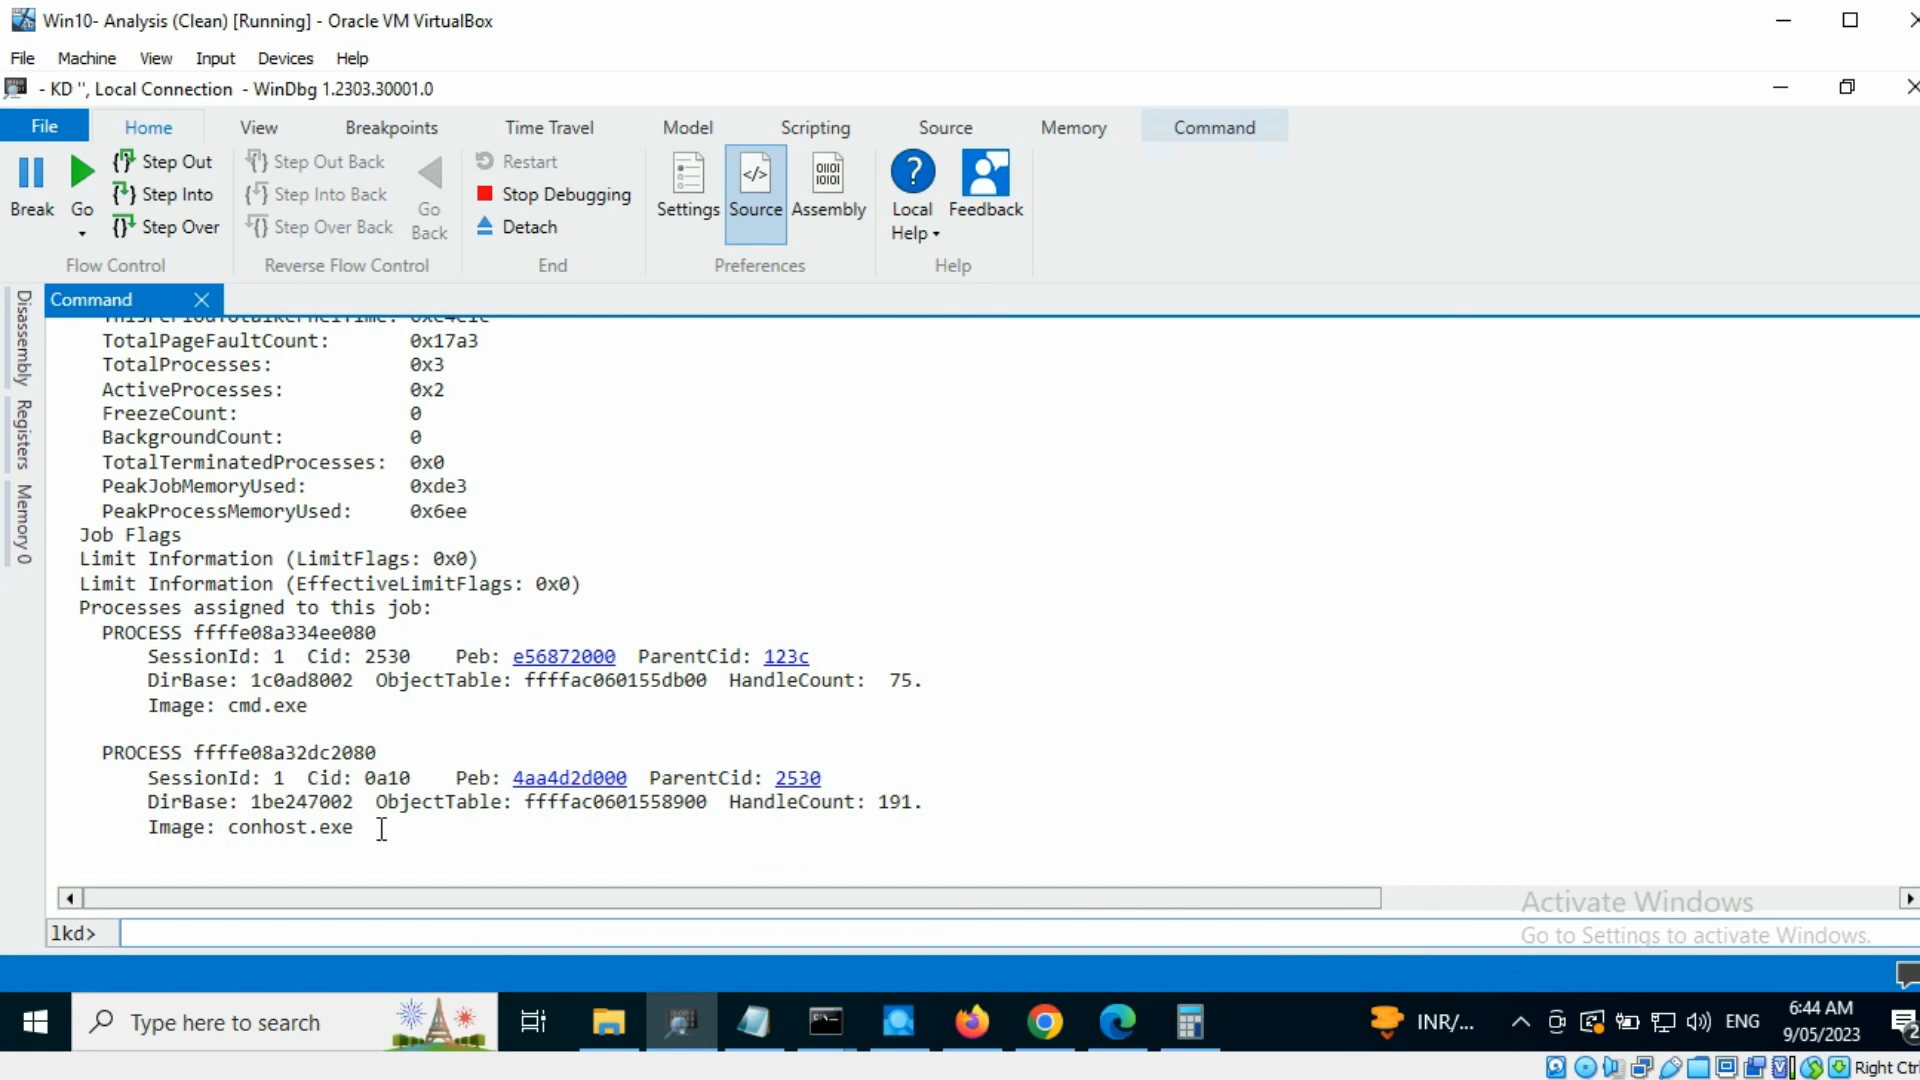 Win10- Analysis (Clean) [Running] - Oracle VM VirtualBox
File Machine View Input Devices Help
- KD '', Local Connection - WinDbg 1.2303.30001.0
File Home View Breakpoints Time Travel Model Scripting Source Memory Command
Step Out Step Out Back Restart
Step Into Step Into Back Stop Debugging
Break Go Step Over Step Over Back Go Back Detach Settings Source Assembly Local Help Feedback
Flow Control Reverse Flow Control End Preferences Help
Disassembly
Registers
Memory 0
Command
TotalPageFaultCount: 0x17a3
TotalProcesses: 0x3
ActiveProcesses: 0x2
FreezeCount: 0
BackgroundCount: 0
TotalTerminatedProcesses: 0x0
PeakJobMemoryUsed: 0xde3
PeakProcessMemoryUsed: 0x6ee
Job Flags
Limit Information (LimitFlags: 0x0)
Limit Information (EffectiveLimitFlags: 0x0)
Processes assigned to this job:
PROCESS ffffe08a334ee080
SessionId: 1 Cid: 2530 Peb: e56872000 ParentCid: 123c
DirBase: 1c0ad8002 ObjectTable: ffffac060155db00 HandleCount: 75.
Image: cmd.exe
PROCESS ffffe08a32dc2080
SessionId: 1 Cid: 0a10 Peb: 4aa4d2d000 ParentCid: 2530
DirBase: 1be247002 ObjectTable: ffffac0601558900 HandleCount: 191.
Image: conhost.exe
Activate Windows
Go to Settings to activate Windows.
lkd>
Type here to search
INR/...
ENG
6:44 AM
9/05/2023
2
Right Ctrl